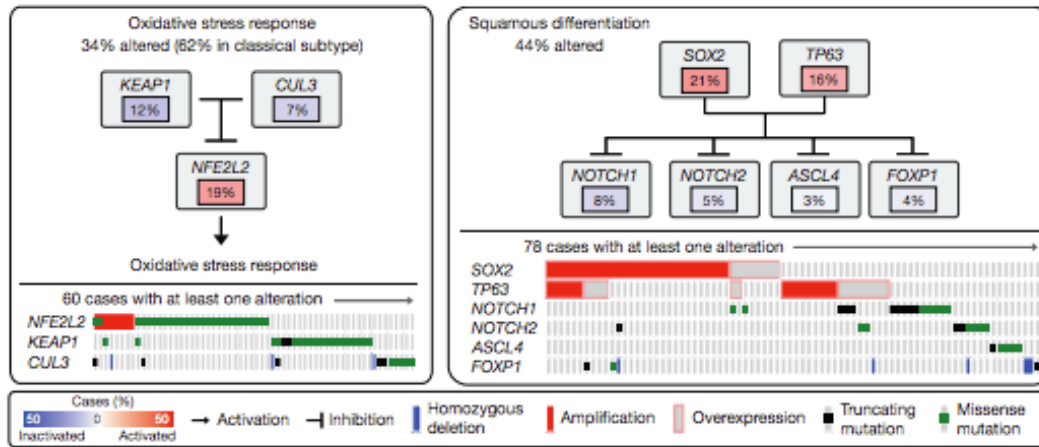 Oxidative stress response
34% altered (62% in classical subtype)
KEAP1
12%
CUL3
7%
NFE2L2
19%
Oxidative stress response
60 cases with at least one alteration
NFE2L2
KEAP1
CUL3
Squamous differentiation
44% altered
SOX2
21%
TP63
16%
NOTCH1
8%
NOTCH2
5%
ASCL4
3%
FOXP1
4%
78 cases with at least one alteration
SOX2
TP63
NOTCH1
NOTCH2
ASCL4
FOXP1
Cases (%)
50 0 50
Inactivated Activated
Activation
Inhibition
Homozygous
deletion
Amplification
Overexpression
Truncating
mutation
Missense
mutation